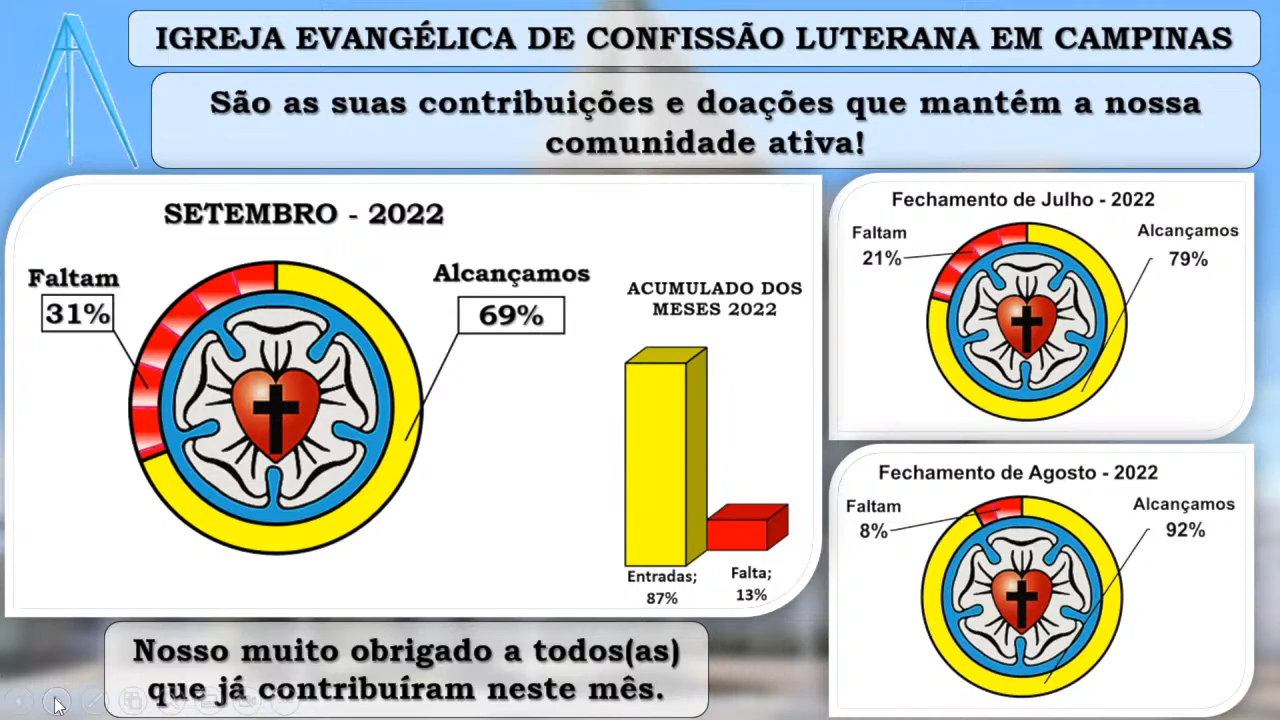 IGREJA EVANGÉLICA DE CONFISSÃO LUTERANA EM CAMPINAS
São as suas contribuições e doações que mantém a nossa
comunidade ativa!
SETEMBRO - 2022
Faltam
31%
Alcançamos
69%
ACUMULADO DOS
MESES 2022
Entradas;
87%
Falta;
13%
Fechamento de Julho - 2022
Faltam
21%
Alcançamos
79%
Fechamento de Agosto - 2022
Faltam
8%
Alcançamos
92%
Nosso muito obrigado a todos(as)
que já contribuíram neste mês.